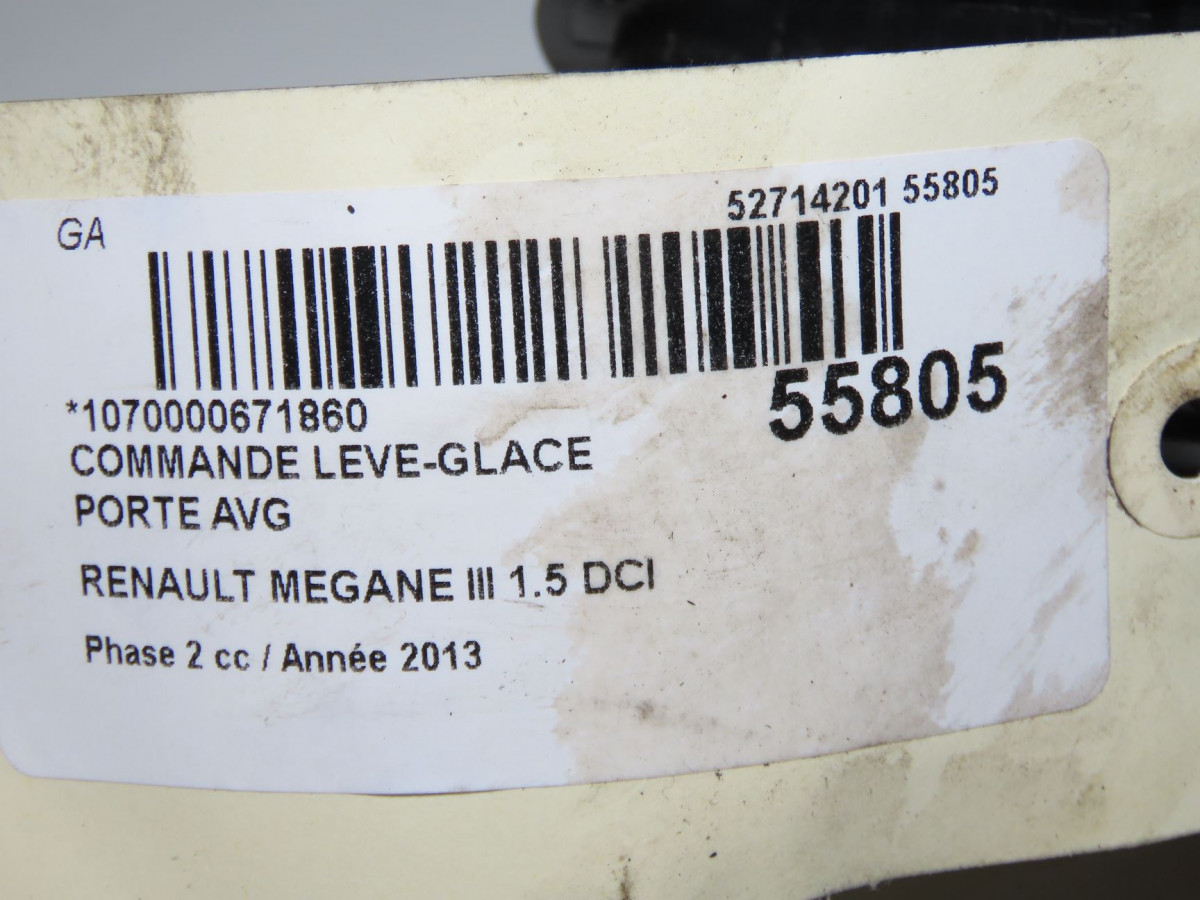 GA
52714201 55805
*1070000671860
55805
COMMANDE LEVE-GLACE
PORTE AVG
RENAULT MEGANE III 1.5 DCI
Phase 2 cc / Année 2013